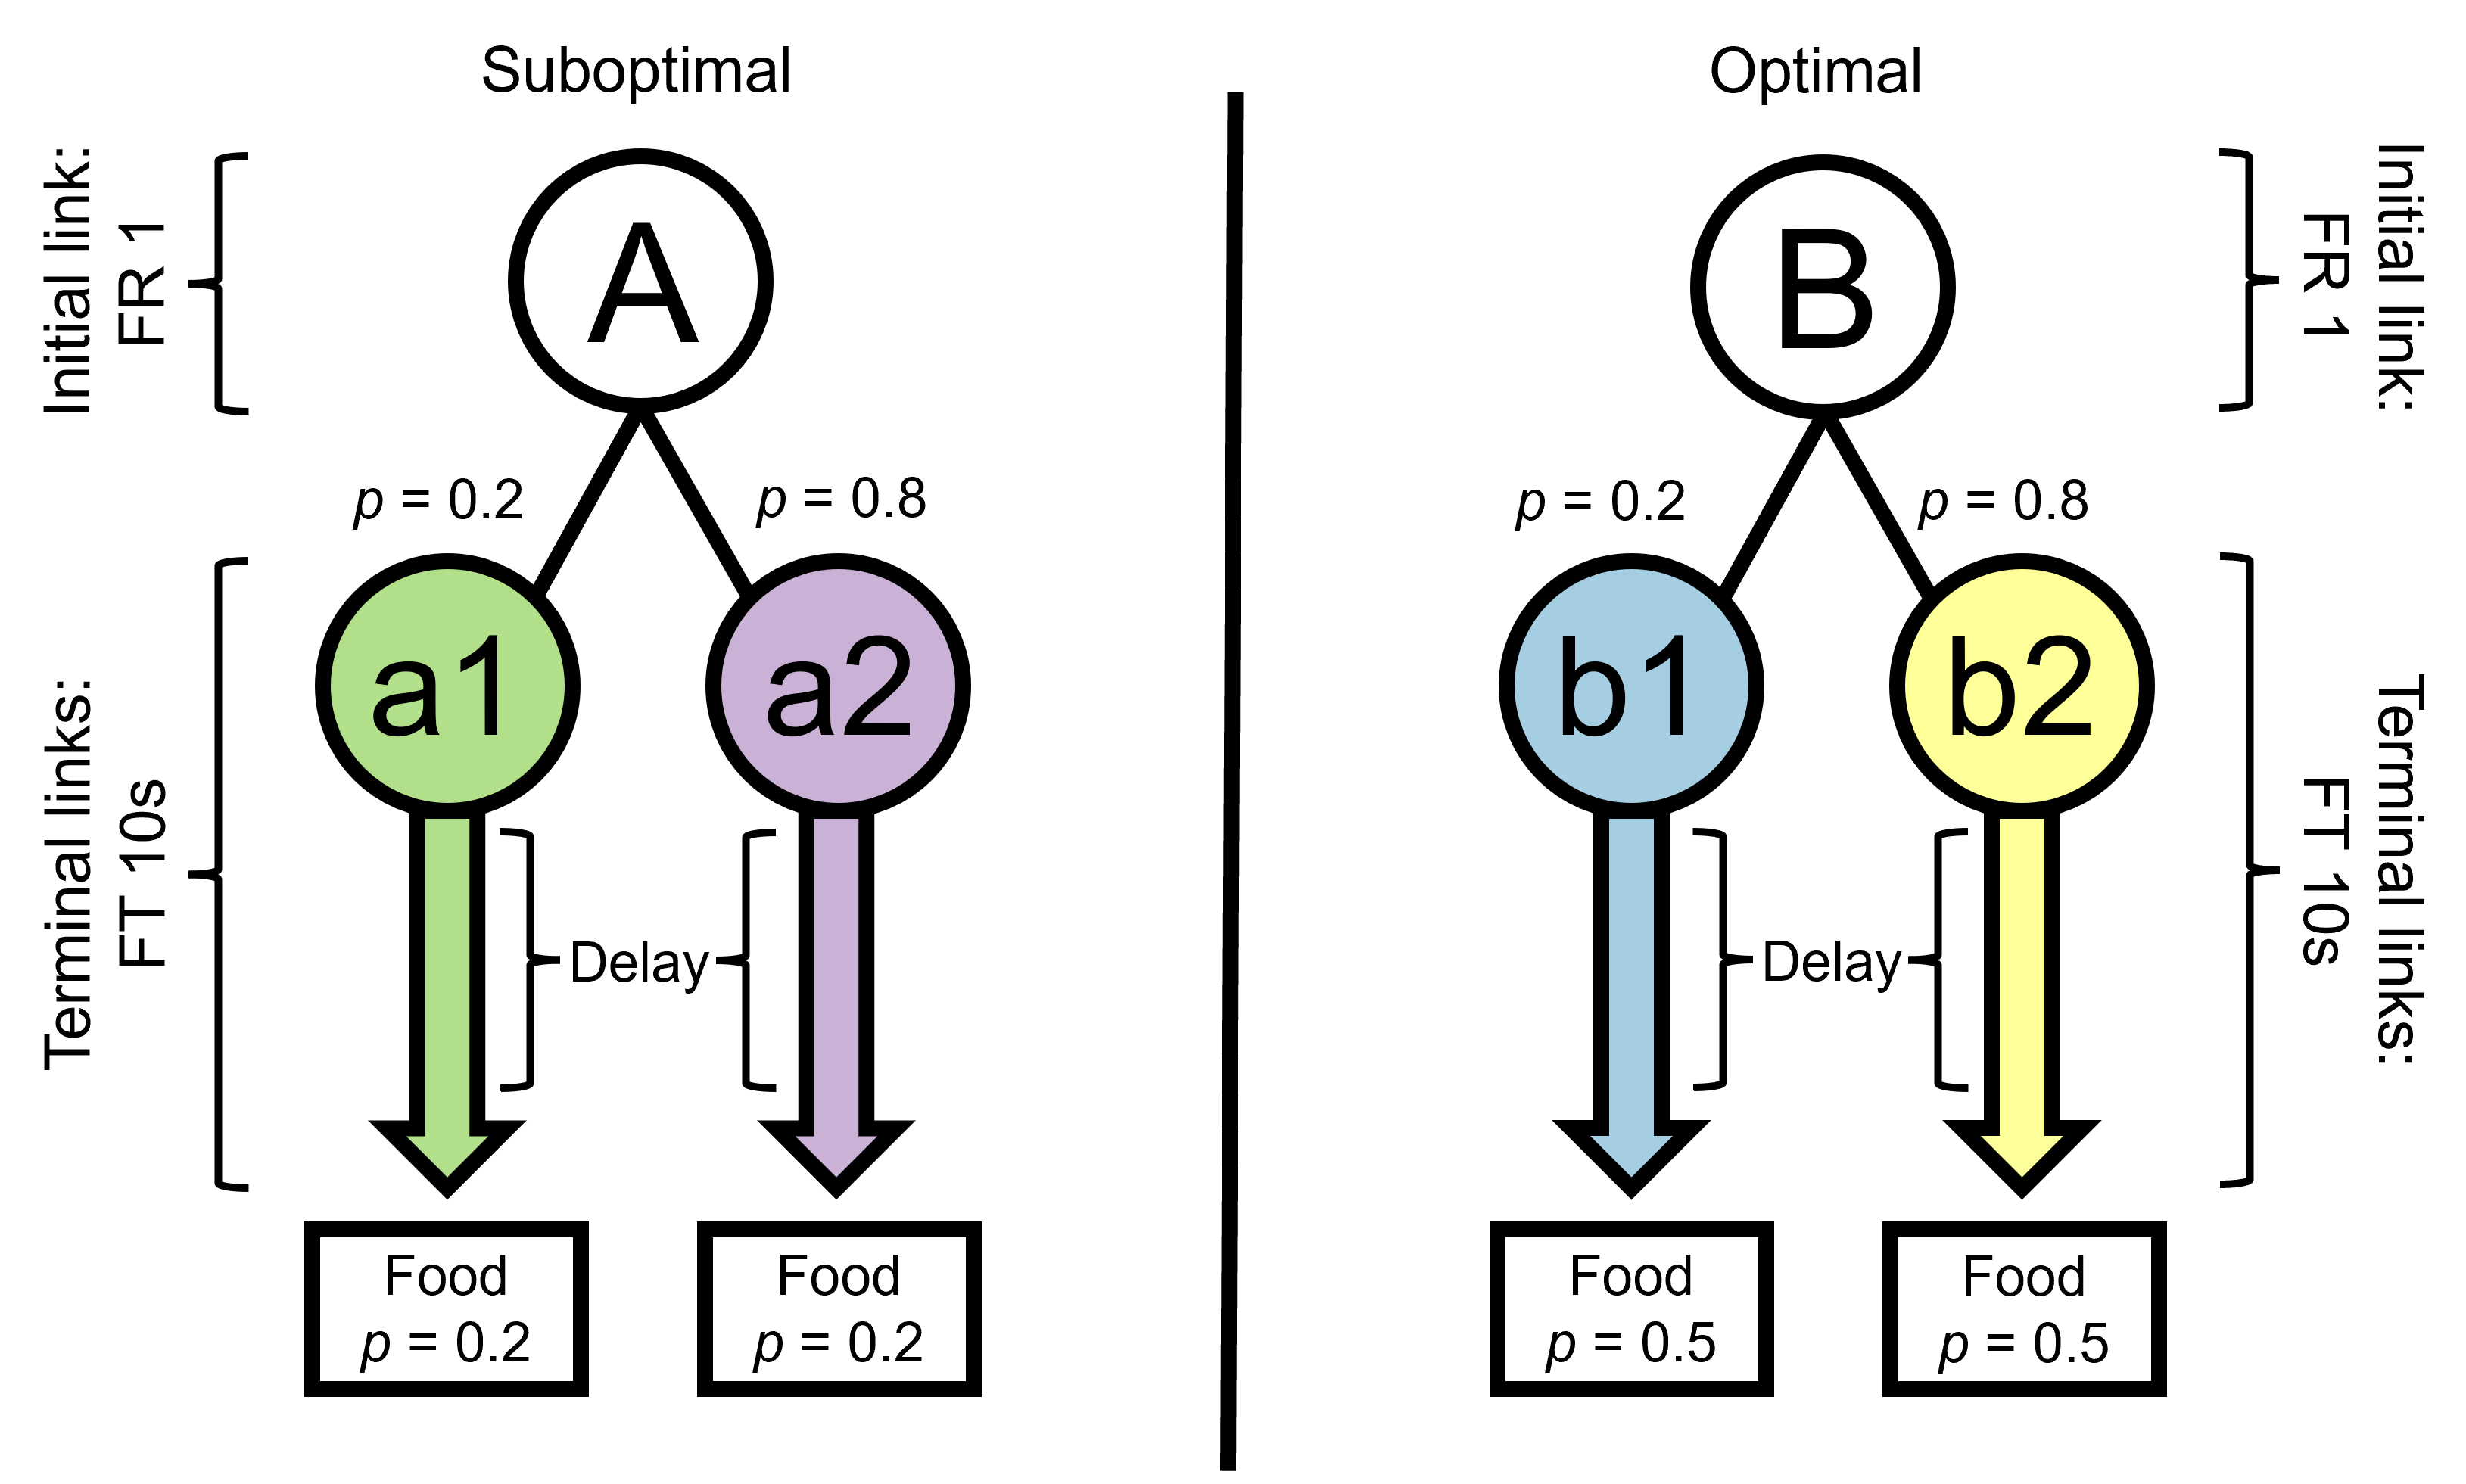 Suboptimal
Optimal
Initial link:
FR 1
A
B
Initial link:
FR 1
p = 0.2
p = 0.8
p = 0.2
p = 0.8
Terminal links:
FT 10s
a1
a2
b1
b2
Terminal links:
FT 10s
Delay
Delay
Food
p = 0.2
Food
p = 0.2
Food
p = 0.5
Food
p = 0.5